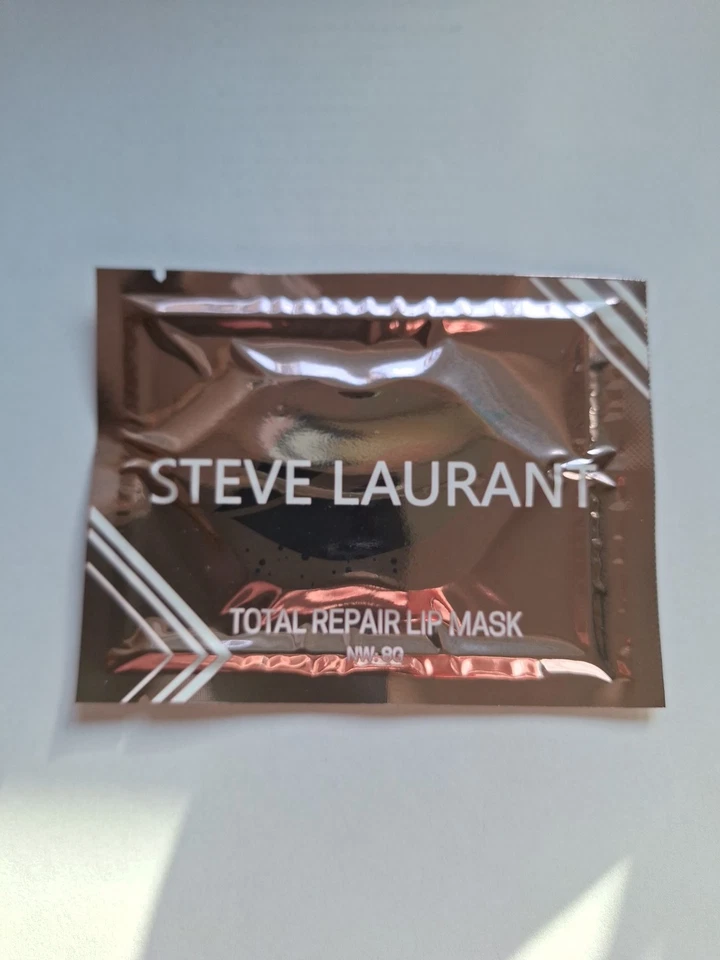 STEVE LAURANT
TOTAL REPAIR LIP MASK
NW: 8G